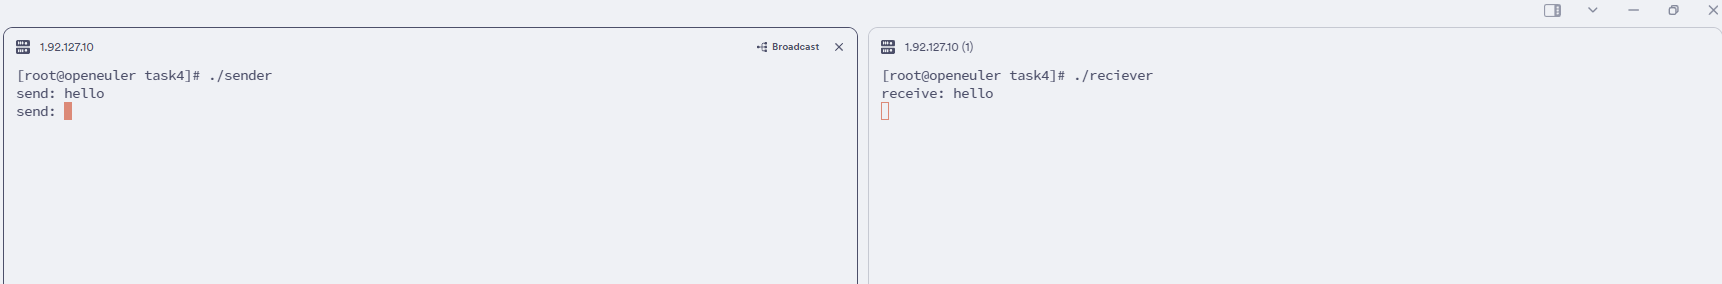 1.92.127.10
Broadcast
[root@openeuler task4]# ./sender
send: hello
send:
1.92.127.10 (1)
[root@openeuler task4]# ./reciever
receive: hello